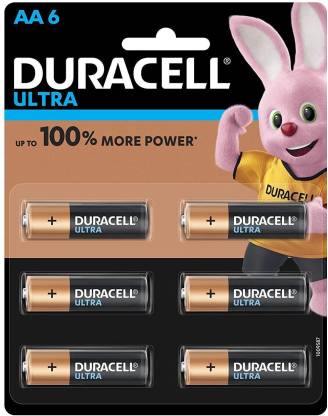 AA 6
DURACELL®
ULTRA
UP TO 100% MORE POWER*
DURACELL
+ DURACELL ULTRA
+ DURACELL ULTRA
+ DURACELL ULTRA
+ DURACELL ULTRA
+ DURACELL ULTRA
+ DURACELL ULTRA